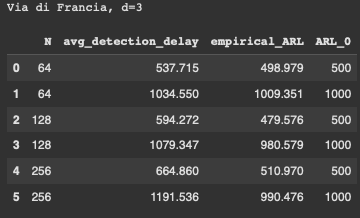 Via di Francia, d=3
N avg_detection_delay empirical_ARL ARL_0
0 64 537.715 498.979 500
1 64 1034.550 1009.351 1000
2 128 594.272 479.576 500
3 128 1079.347 980.579 1000
4 256 664.860 510.970 500
5 256 1191.536 990.476 1000